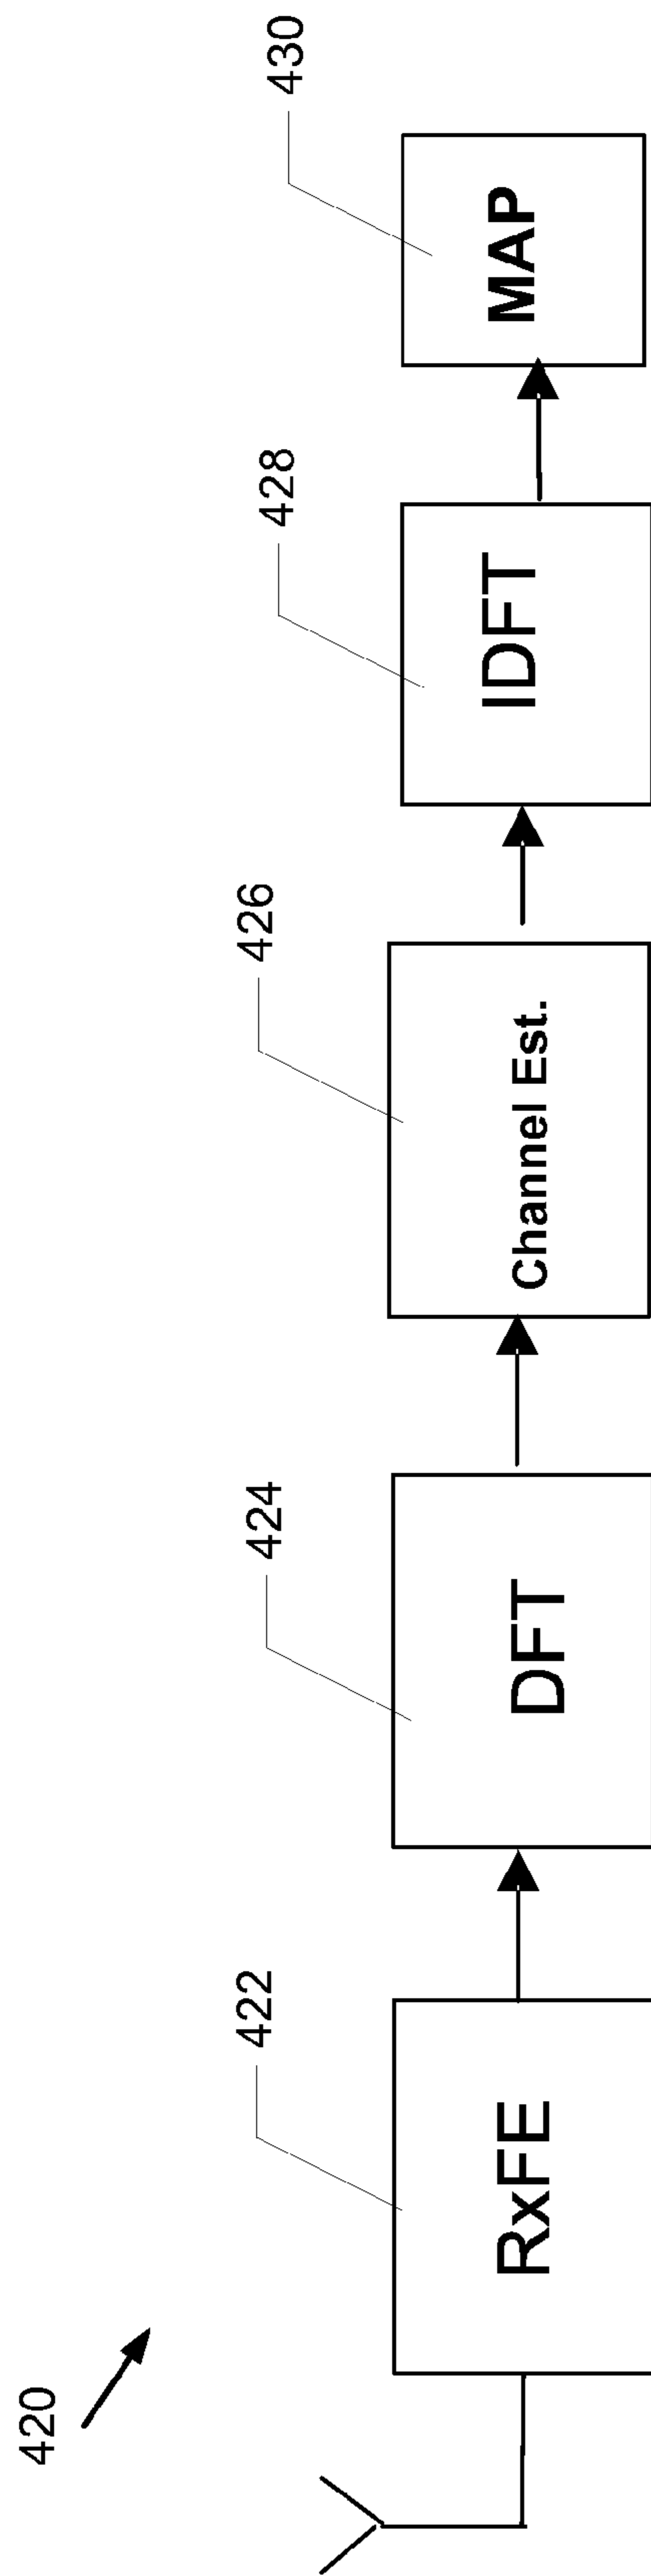 420
422
424
426
428
430
RxFE
DFT
Channel Est.
IDFT
MAP